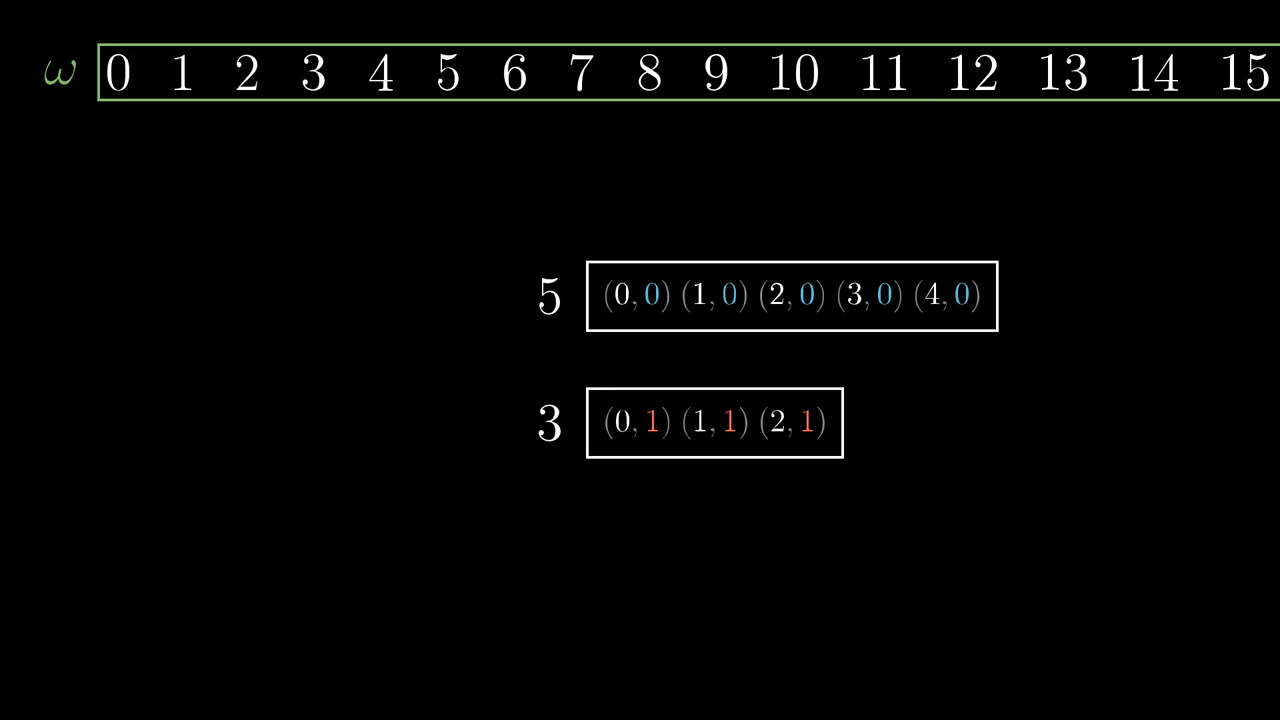 ω 0 1 2 3 4 5 6 7 8 9 10 11 12 13 14 15
5 (0, 0) (1, 0) (2, 0) (3, 0) (4, 0)
3 (0, 1) (1, 1) (2, 1)